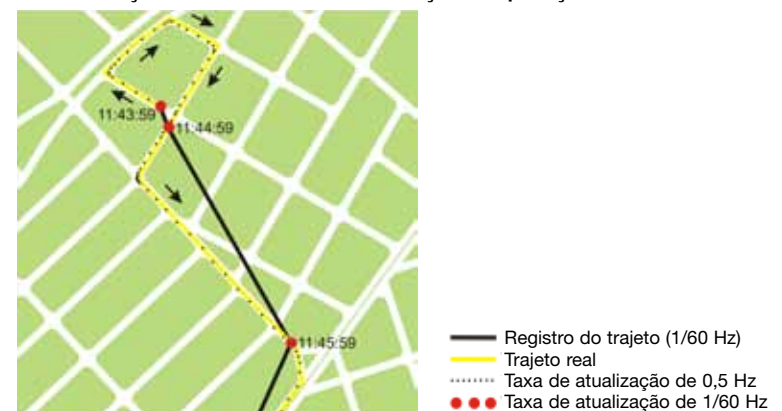 11:43:59
11:44:59
11:45:59
Registro do trajeto (1/60 Hz)
Trajeto real
Taxa de atualização de 0,5 Hz
Taxa de atualização de 1/60 Hz